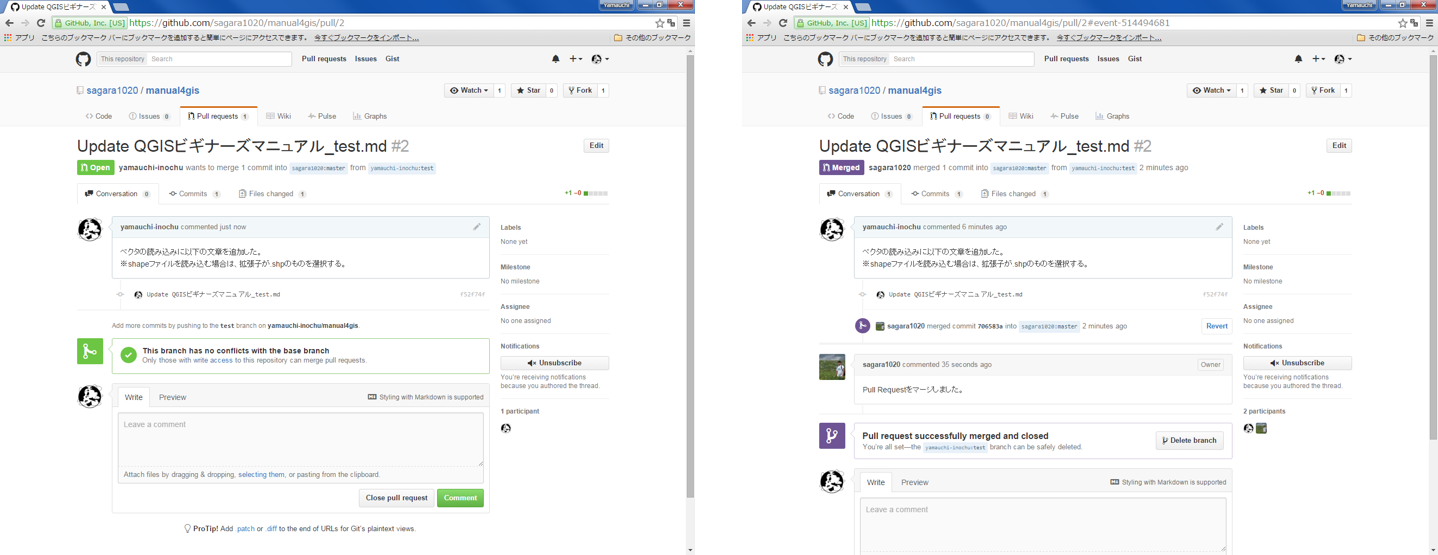 Update QGISビギナーズ
Yamauchi
GitHub, Inc. [US] https://github.com/sagara1020/manual4gis/pull/2
アプリ こちらのブックマーク バーにブックマークを追加すると簡単にページにアクセスできます。 今すぐブックマークをインポート... その他のブックマーク
This repository Search Pull requests Issues Gist
sagara1020 / manual4gis Watch 1 Star 0 Fork 1
Code Issues 0 Pull requests 1 Wiki Pulse Graphs
Update QGISビギナーズマニュアル_test.md #2 Edit
Open yamauchi-inochu wants to merge 1 commit into sagara1020:master from yamauchi-inochu:test
Conversation 0 Commits 1 Files changed 1 +1 −0
yamauchi-inochu commented just now
ベクタの読み込みに以下の文章を追加した。
※shapeファイルを読み込む場合は、拡張子が.shpのものを選択する。
Update QGISビギナーズマニュアル_test.md f52f74f
Add more commits by pushing to the test branch on yamauchi-inochu/manual4gis.
This branch has no conflicts with the base branch
Only those with write access to this repository can merge pull requests.
Write Preview Styling with Markdown is supported
Leave a comment
Attach files by dragging & dropping, selecting them, or pasting from the clipboard.
Close pull request Comment
ProTip! Add .patch or .diff to the end of URLs for Git's plaintext views.
Labels
None yet
Milestone
No milestone
Assignee
No one assigned
Notifications
Unsubscribe
You're receiving notifications
because you authored the thread.
1 participant
Update QGISビギナーズ
Yamauchi
GitHub, Inc. [US] https://github.com/sagara1020/manual4gis/pull/2#event-514494681
アプリ こちらのブックマーク バーにブックマークを追加すると簡単にページにアクセスできます。 今すぐブックマークをインポート... その他のブックマーク
This repository Search Pull requests Issues Gist
sagara1020 / manual4gis Watch 1 Star 0 Fork 1
Code Issues 0 Pull requests 0 Wiki Pulse Graphs
Update QGISビギナーズマニュアル_test.md #2 Edit
Merged sagara1020 merged 1 commit into sagara1020:master from yamauchi-inochu:test 2 minutes ago
Conversation 1 Commits 1 Files changed 1 +1 −0
yamauchi-inochu commented 6 minutes ago
ベクタの読み込みに以下の文章を追加した。
※shapeファイルを読み込む場合は、拡張子が.shpのものを選択する。
Update QGISビギナーズマニュアル_test.md f52f74f
sagara1020 merged commit 706583a into sagara1020:master 2 minutes ago Revert
sagara1020 commented 35 seconds ago Owner
Pull Requestをマージしました。
Pull request successfully merged and closed
You're all set—the yamauchi-inochu:test branch can be safely deleted.
Delete branch
Write Preview Styling with Markdown is supported
Leave a comment
Labels
None yet
Milestone
No milestone
Assignee
No one assigned
Notifications
Unsubscribe
You're receiving notifications
because you authored the thread.
2 participants